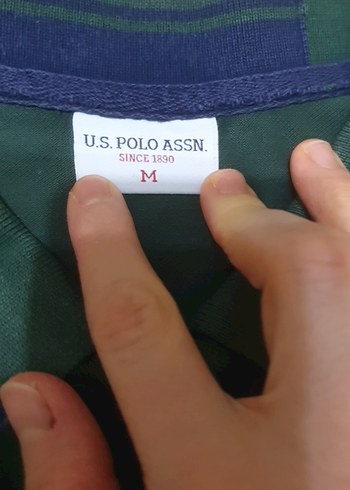 U.S. POLO ASSN.
SINCE 1890
M